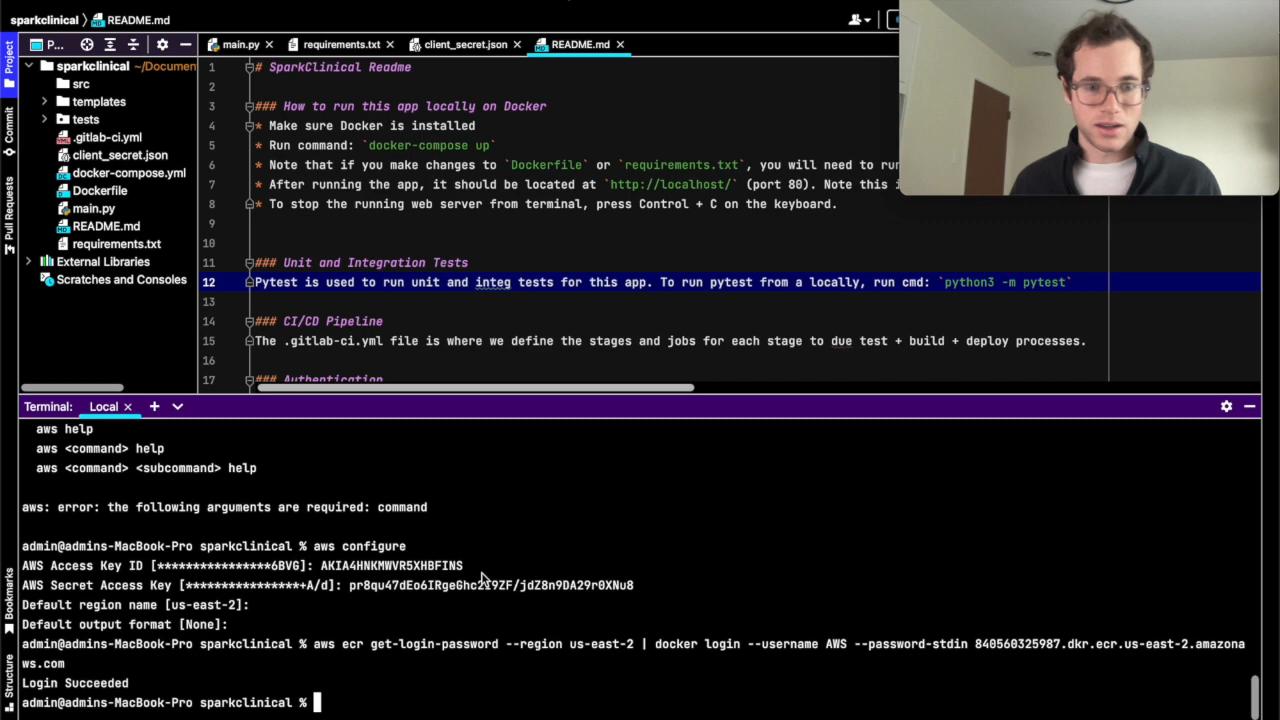 sparkclinical README.md
P...
main.py
requirements.txt
client_secret.json
README.md
Project
Commit
Pull Requests
Bookmarks
Structure
sparkclinical ~/Documen
src
templates
tests
.gitlab-ci.yml
client_secret.json
docker-compose.yml
Dockerfile
main.py
README.md
requirements.txt
External Libraries
Scratches and Consoles
1 # SparkClinical Readme
2
3 ### How to run this app locally on Docker
4 * Make sure Docker is installed
5 * Run command: `docker-compose up`
6 * Note that if you make changes to `Dockerfile` or `requirements.txt`, you will need to run
7 * After running the app, it should be located at `http://localhost/` (port 80). Note this i
8 * To stop the running web server from terminal, press Control + C on the keyboard.
9
10
11 ### Unit and Integration Tests
12 Pytest is used to run unit and integ tests for this app. To run pytest from a locally, run cmd: `python3 -m pytest`
13
14 ### CI/CD Pipeline
15 The .gitlab-ci.yml file is where we define the stages and jobs for each stage to due test + build + deploy processes.
16
17 ### Authentication
Terminal: Local
aws help
aws <command> help
aws <command> <subcommand> help
aws: error: the following arguments are required: command
admin@admins-MacBook-Pro sparkclinical % aws configure
AWS Access Key ID [****************6BVG]: [redacted credential]
AWS Secret Access Key [****************+A/d]: [redacted credential]
Default region name [us-east-2]:
Default output format [None]:
admin@admins-MacBook-Pro sparkclinical % aws ecr get-login-password --region us-east-2 | docker login --username AWS --password-stdin 840560325987.dkr.ecr.us-east-2.amazona
ws.com
Login Succeeded
admin@admins-MacBook-Pro sparkclinical %